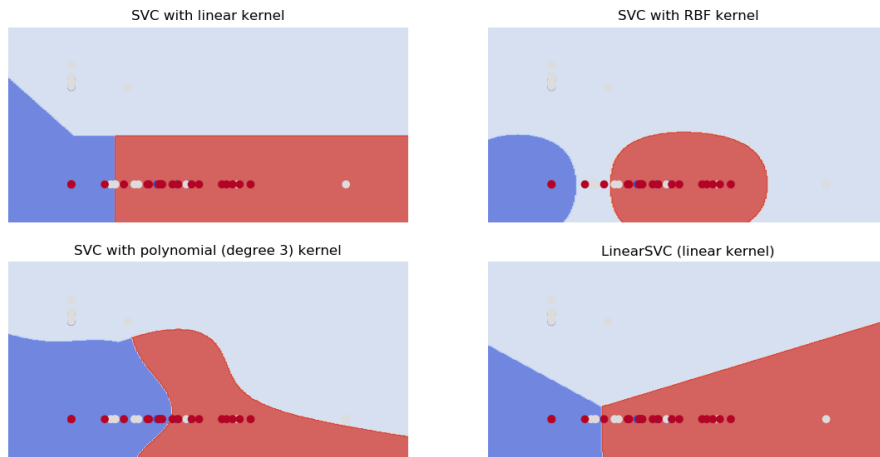 SVC with linear kernel
SVC with RBF kernel
SVC with polynomial (degree 3) kernel
LinearSVC (linear kernel)